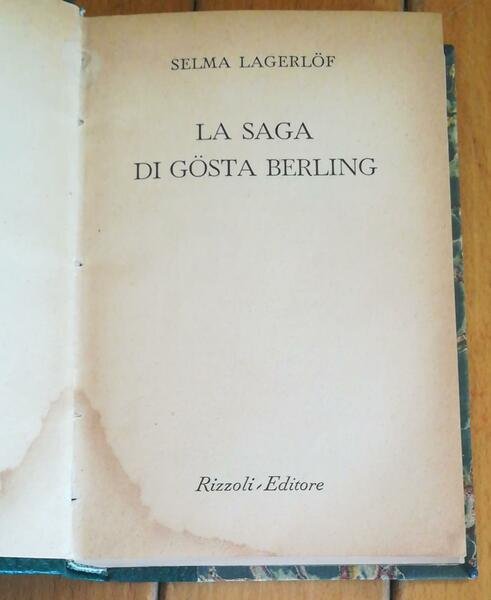 SELMA LAGERLÖF
LA SAGA
DI GÖSTA BERLING
Rizzoli-Editore